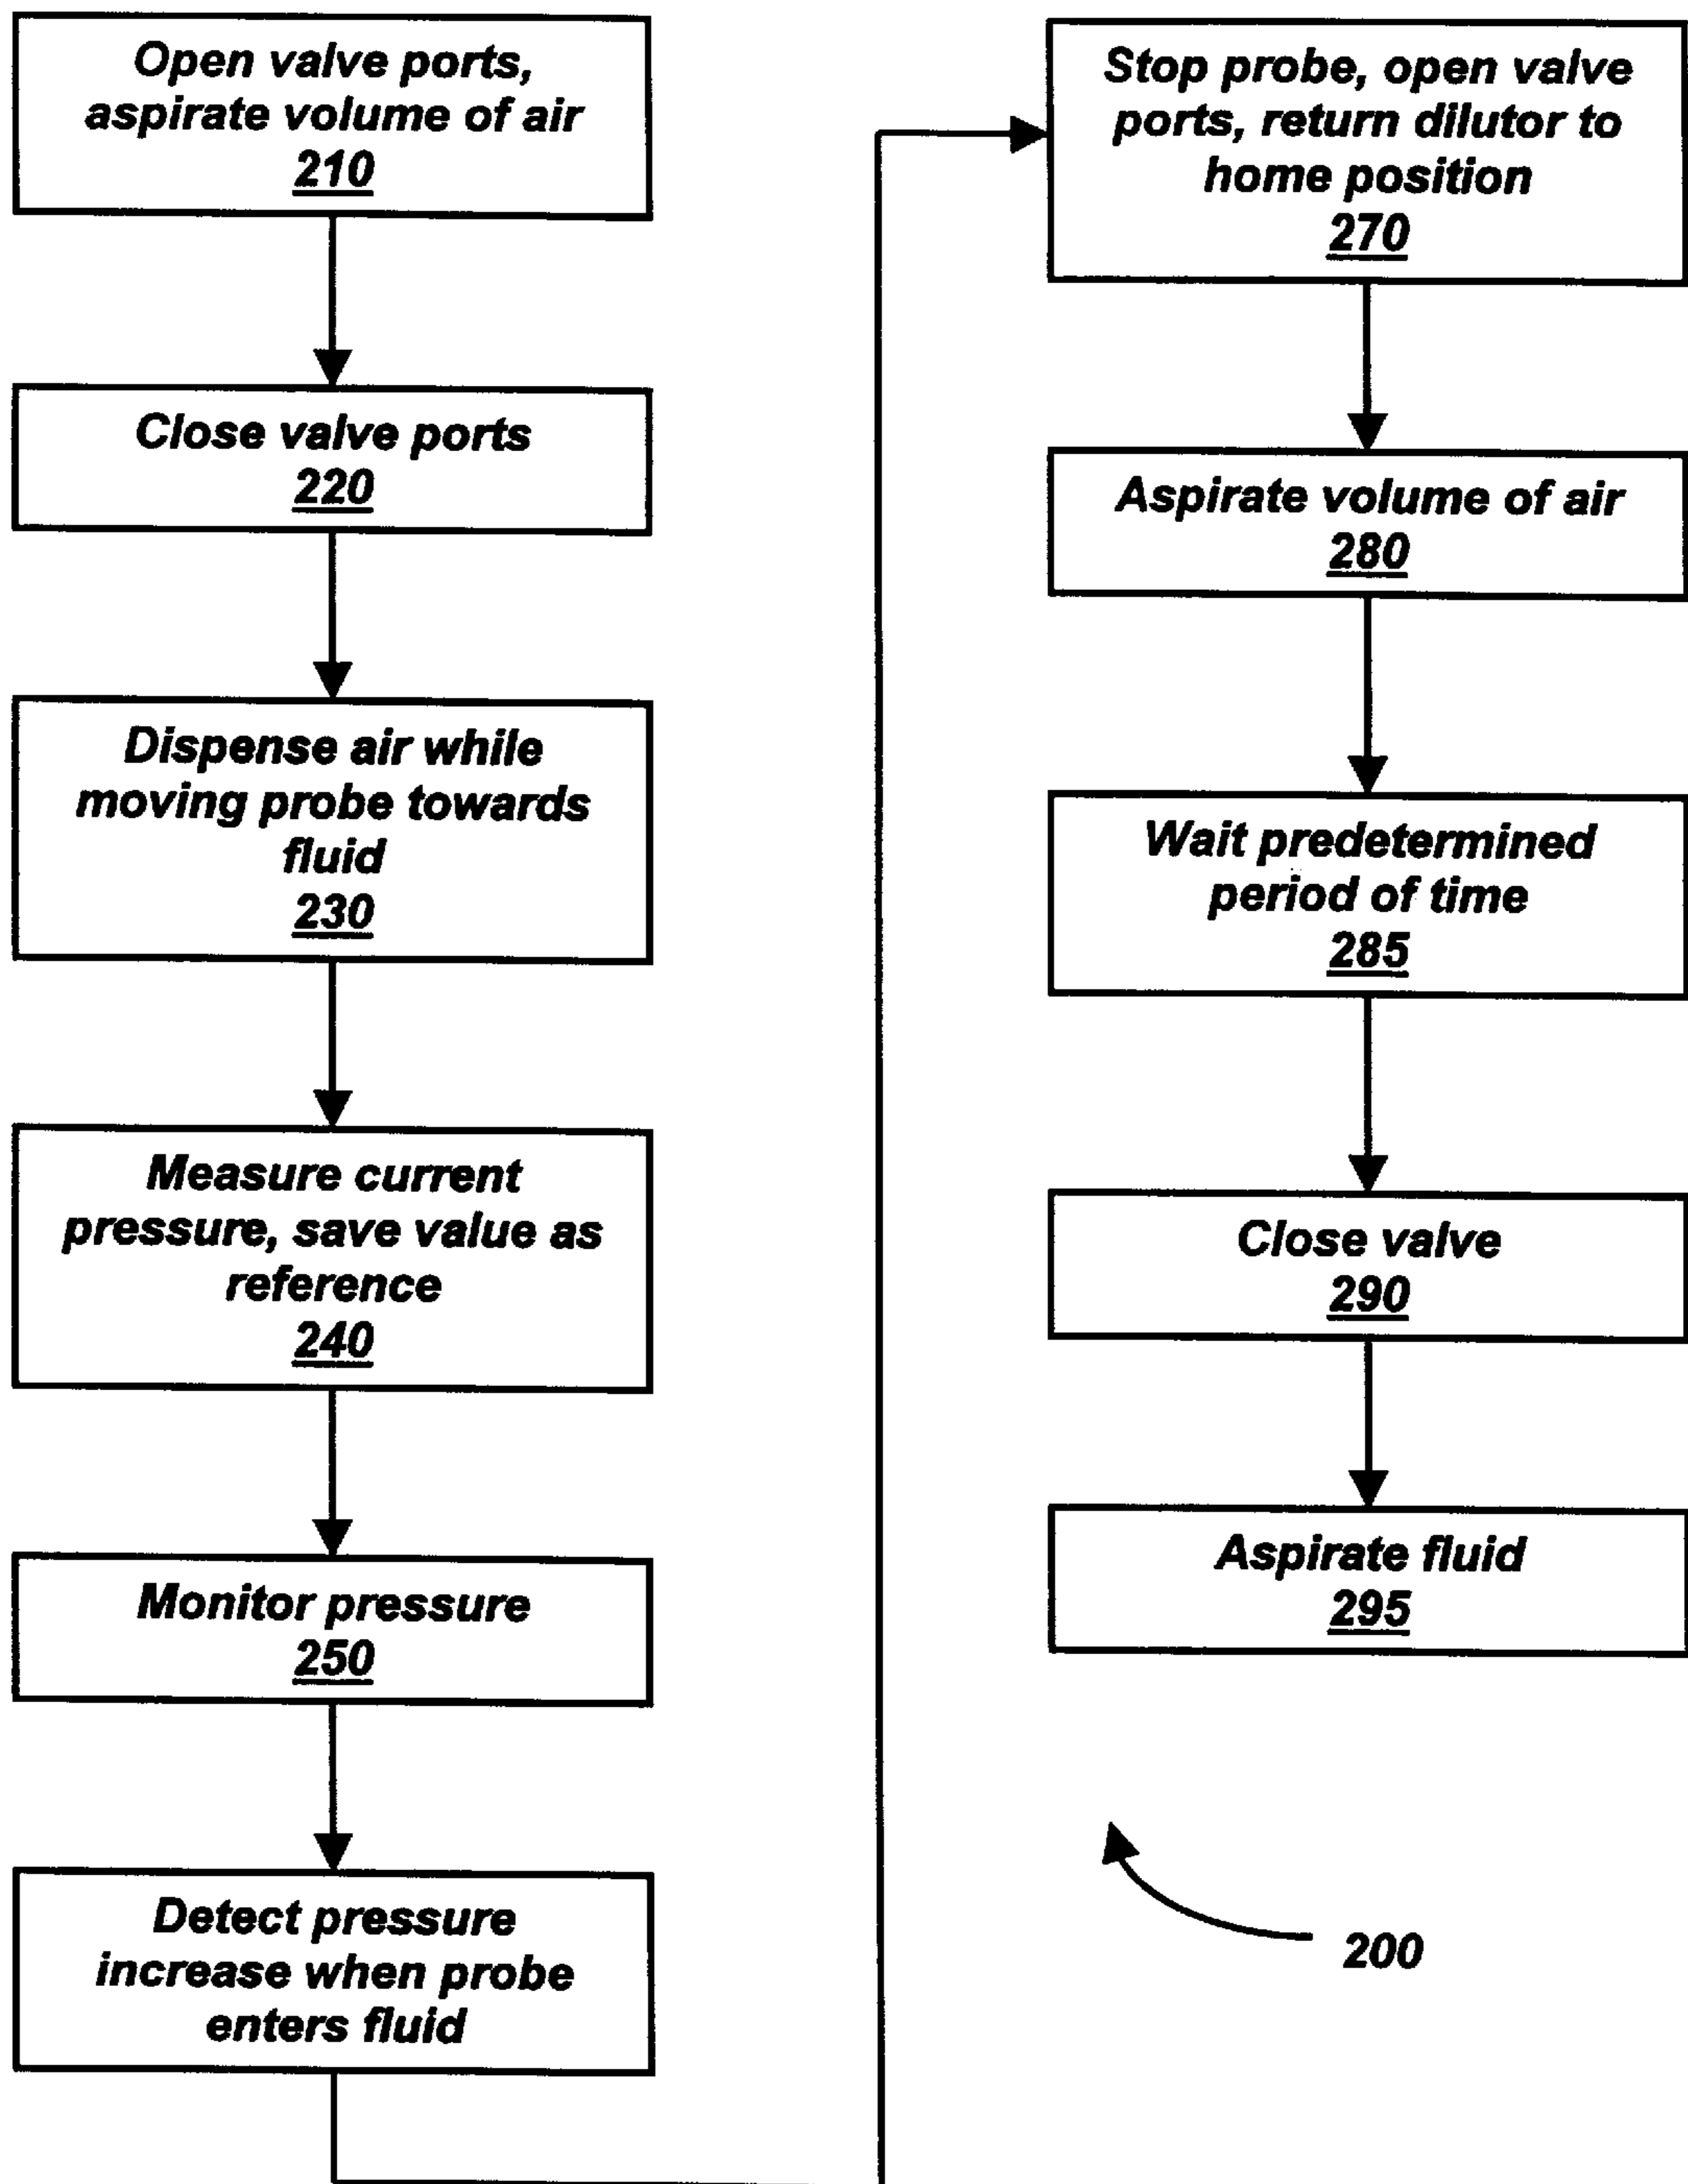 Open valve ports,
aspirate volume of air
210
Close valve ports
220
Dispense air while
moving probe towards
fluid
230
Measure current
pressure, save value as
reference
240
Monitor pressure
250
Detect pressure
increase when probe
enters fluid
Stop probe, open valve
ports, return dilutor to
home position
270
Aspirate volume of air
280
Wait predetermined
period of time
285
Close valve
290
Aspirate fluid
295
200